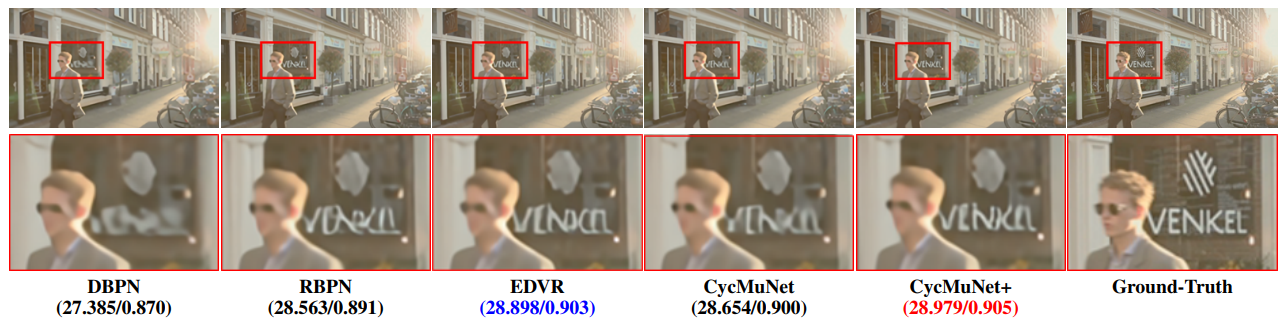 VENKEL
DBPN
RBPN
EDVR
CycMuNet
CycMuNet+
Ground-Truth
(27.385/0.870)
(28.563/0.891)
(28.898/0.903)
(28.654/0.900)
(28.979/0.905)